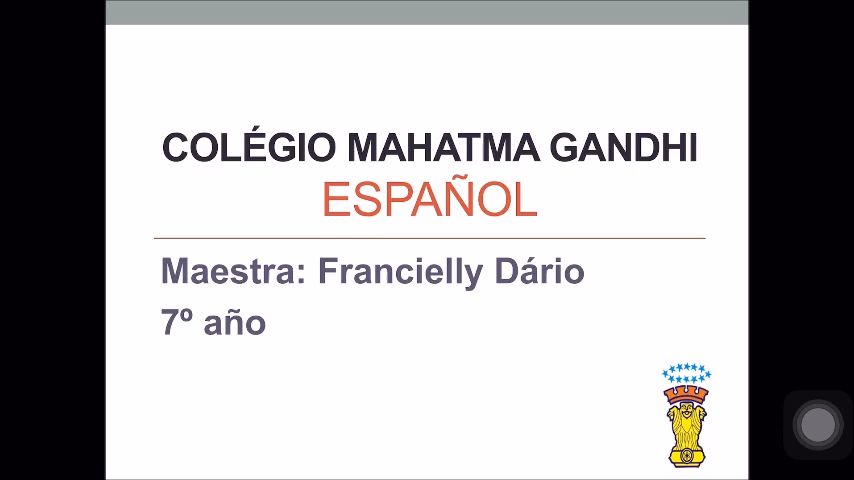 COLÉGIO MAHATMA GANDHI
ESPAÑOL
Maestra: Francielly Dário
7º año